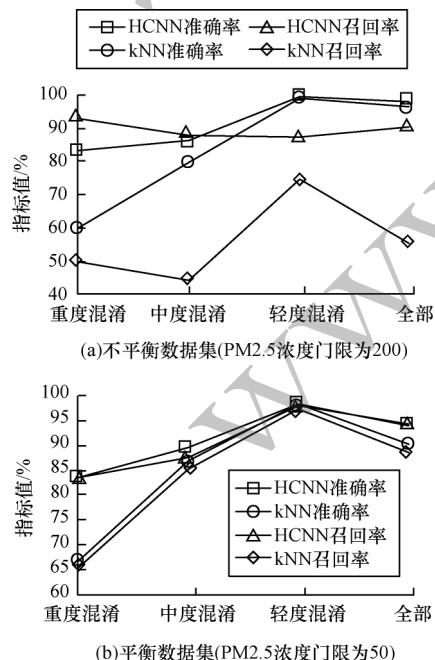 HCNN准确率 HCNN召回率
kNN准确率 kNN召回率
100
90
80
70
60
50
40
指标值/%
重度混淆 中度混淆 轻度混淆 全部
(a)不平衡数据集(PM2.5浓度门限为200)
100
95
90
85
80
75
70
65
60
指标值/%
HCNN准确率
kNN准确率
HCNN召回率
kNN召回率
重度混淆 中度混淆 轻度混淆 全部
(b)平衡数据集(PM2.5浓度门限为50)